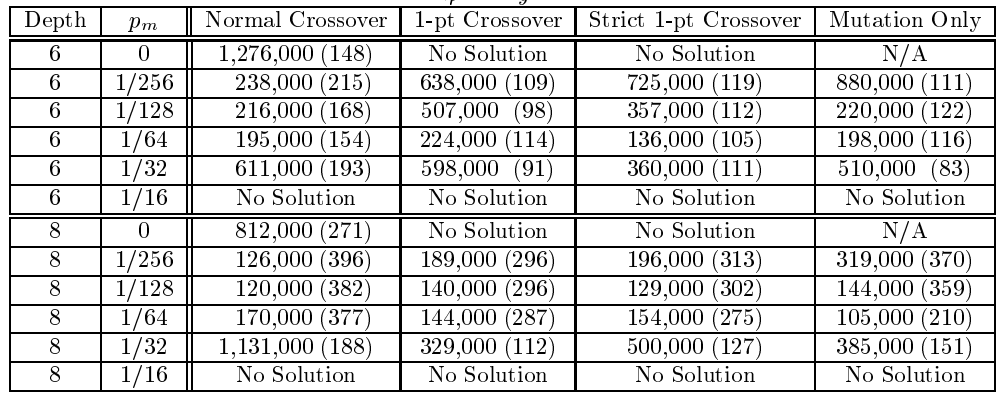 Depth p_m Normal Crossover 1-pt Crossover Strict 1-pt Crossover Mutation Only
6 0 1,276,000 (148) No Solution No Solution N/A
6 1/256 238,000 (215) 638,000 (109) 725,000 (119) 880,000 (111)
6 1/128 216,000 (168) 507,000 (98) 357,000 (112) 220,000 (122)
6 1/64 195,000 (154) 224,000 (114) 136,000 (105) 198,000 (116)
6 1/32 611,000 (193) 598,000 (91) 360,000 (111) 510,000 (83)
6 1/16 No Solution No Solution No Solution No Solution
8 0 812,000 (271) No Solution No Solution N/A
8 1/256 126,000 (396) 189,000 (296) 196,000 (313) 319,000 (370)
8 1/128 120,000 (382) 140,000 (296) 129,000 (302) 144,000 (359)
8 1/64 170,000 (377) 144,000 (287) 154,000 (275) 105,000 (210)
8 1/32 1,131,000 (188) 329,000 (112) 500,000 (127) 385,000 (151)
8 1/16 No Solution No Solution No Solution No Solution